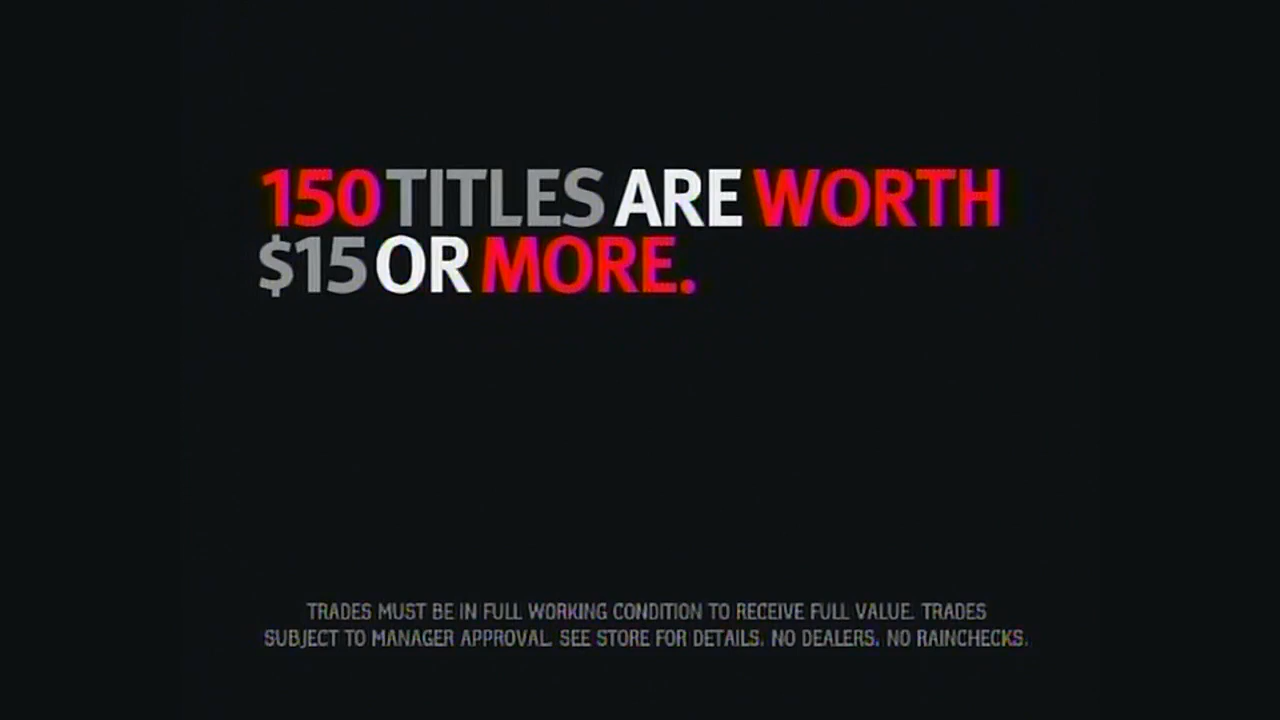 150 TITLES ARE WORTH
$15 OR MORE.
TRADES MUST BE IN FULL WORKING CONDITION TO RECEIVE FULL VALUE. TRADES
SUBJECT TO MANAGER APPROVAL. SEE STORE FOR DETAILS. NO DEALERS. NO RAINCHECKS.